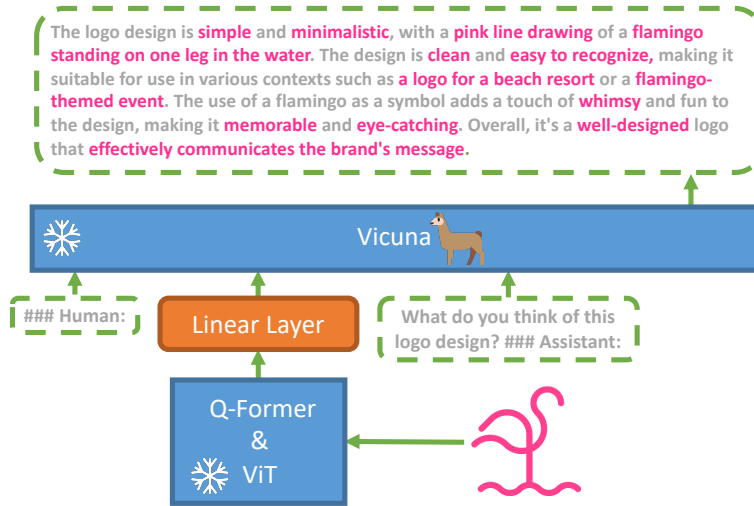 The logo design is simple and minimalistic, with a pink line drawing of a flamingo
standing on one leg in the water. The design is clean and easy to recognize, making it
suitable for use in various contexts such as a logo for a beach resort or a flamingo-
themed event. The use of a flamingo as a symbol adds a touch of whimsy and fun to
the design, making it memorable and eye-catching. Overall, it's a well-designed logo
that effectively communicates the brand's message.
Vicuna
### Human:
Linear Layer
What do you think of this
logo design? ### Assistant:
Q-Former
&
ViT